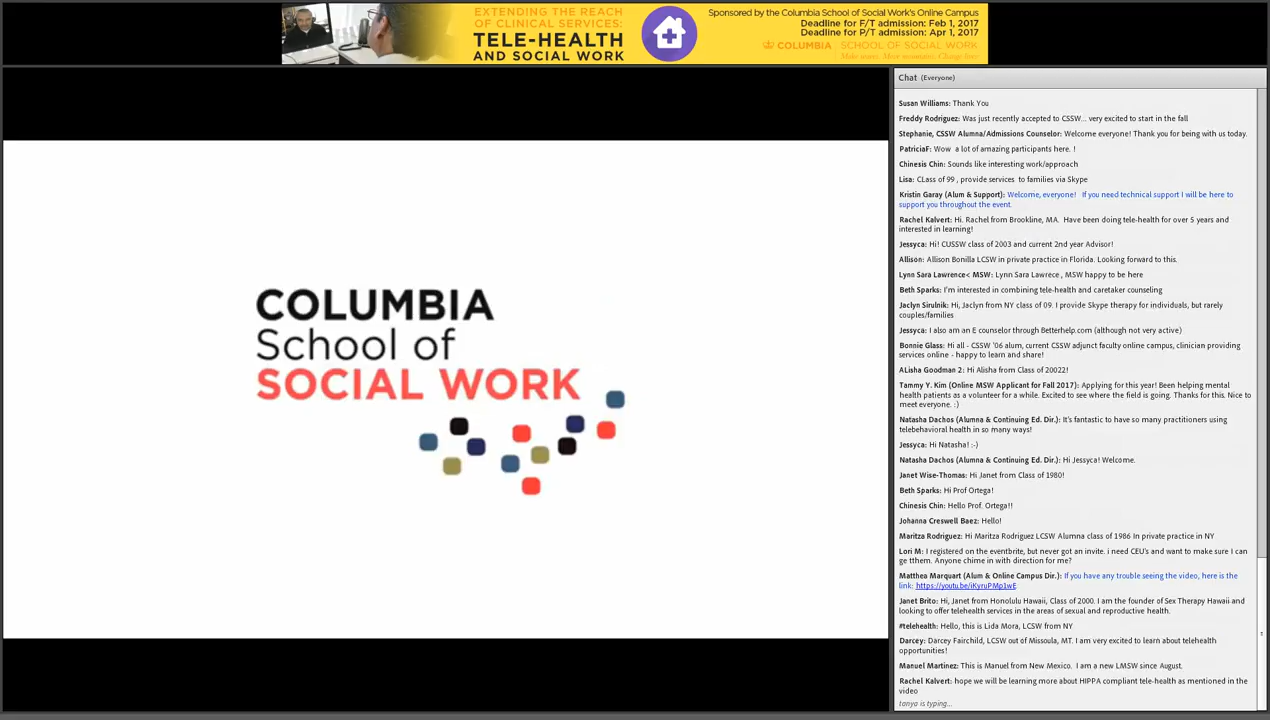 EXTENDING THE REACH
OF CLINICAL SERVICES:
TELE-HEALTH
AND SOCIAL WORK
Sponsored by the Columbia School of Social Work's Online Campus
Deadline for F/T admission: Feb 1, 2017
Deadline for P/T admission: Apr 1, 2017
COLUMBIA SCHOOL OF SOCIAL WORK
COLUMBIA
School of
SOCIAL WORK
Chat (Everyone)
Susan Williams: Thank You
Freddy Rodriguez: Was just recently accepted to CSSW... very excited to start in the fall
Stephanie, CSSW Alumna/Admissions Counselor: Welcome everyone! Thank you for being with us today.
PatriciaF: Wow a lot of amazing participants here. !
Chinesis Chin: Sounds like interesting work/approach
Lisa: CLass of 99 , provide services to families via Skype
Kristin Garay (Alum & Support): Welcome, everyone! If you need technical support I will be here to
support you throughout the event.
Rachel Kalvert: Hi. Rachel from Brookline, MA. Have been doing tele-health for over 5 years and
interested in learning!
Jessyca: Hi! CUSSW class of 2003 and current 2nd year Advisor!
Allison: Allison Bonilla LCSW in private practice in Florida. Looking forward to this.
Lynn Sara Lawrence< MSW: Lynn Sara Lawrece , MSW happy to be here
Beth Sparks: I'm interested in combining tele-health and caretaker counseling
Jaclyn Sirulnik: Hi, Jaclyn from NY class of 09. I provide Skype therapy for individuals, but rarely
couples/families
Jessyca: I also am an E counselor through Betterhelp.com (although not very active)
Bonnie Glass: Hi all - CSSW '06 alum, current CSSW adjunct faculty online campus, clinician providing
services online - happy to learn and share!
ALisha Goodman 2: Hi Alisha from Class of 20022!
Tammy Y. Kim (Online MSW Applicant for Fall 2017): Applying for this year! Been helping mental
health patients as a volunteer for a while. Excited to see where the field is going. Thanks for this. Nice to
meet everyone. :)
Natasha Dachos (Alumna & Continuing Ed. Dir.): It's fantastic to have so many practitioners using
telebehavioral health in so many ways!
Jessyca: Hi Natasha! :-)
Natasha Dachos (Alumna & Continuing Ed. Dir.): Hi Jessyca! Welcome.
Janet Wise-Thomas: Hi Janet from Class of 1980!
Beth Sparks: Hi Prof Ortega!
Chinesis Chin: Hello Prof. Ortega!!
Johanna Creswell Baez: Hello!
Maritza Rodriguez: Hi Maritza Rodriguez LCSW Alumna class of 1986 In private practice in NY
Lori M: I registered on the eventbrite, but never got an invite. i need CEU's and want to make sure I can
ge tthem. Anyone chime in with direction for me?
Matthea Marquart (Alum & Online Campus Dir.): If you have any trouble seeing the video, here is the
link: https://youtu.be/iKyruPMp1wE
Janet Brito: Hi, Janet from Honolulu Hawaii, Class of 2000. I am the founder of Sex Therapy Hawaii and
looking to offer telehealth services in the areas of sexual and reproductive health.
#telehealth: Hello, this is Lida Mora, LCSW from NY
Darcey: Darcey Fairchild, LCSW out of Missoula, MT. I am very excited to learn about telehealth
opportunities!
Manuel Martinez: This is Manuel from New Mexico. I am a new LMSW since August.
Rachel Kalvert: hope we will be learning more about HIPPA compliant tele-health as mentioned in the
video
tanya is typing...